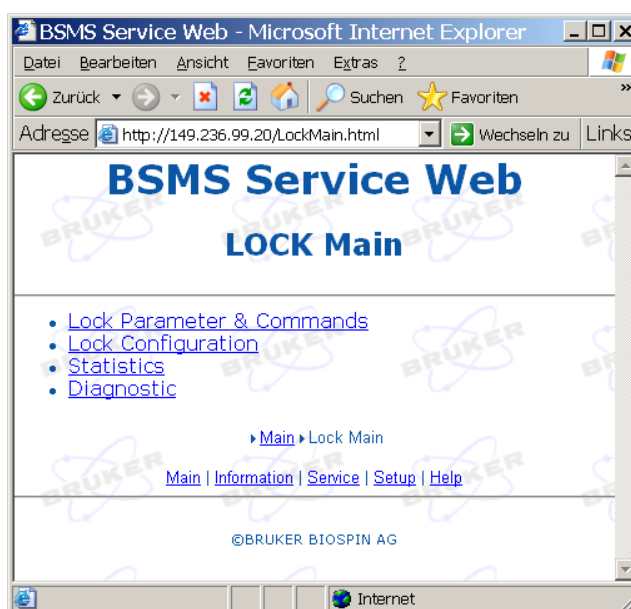 BSMS Service Web - Microsoft Internet Explorer
Datei Bearbeiten Ansicht Favoriten Extras ?
Zurück Suchen Favoriten »
Adresse http://149.236.99.20/LockMain.html Wechseln zu Links
BSMS Service Web
LOCK Main
Lock Parameter & Commands
Lock Configuration
Statistics
Diagnostic
Main Lock Main
Main | Information | Service | Setup | Help
©BRUKER BIOSPIN AG
Internet